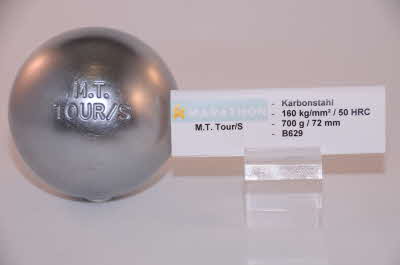 M.T.
TOUR/S
MARATHON
M.T. Tour/S
- Karbonstahl
- 160 kg/mm² / 50 HRC
- 700 g / 72 mm
- B629